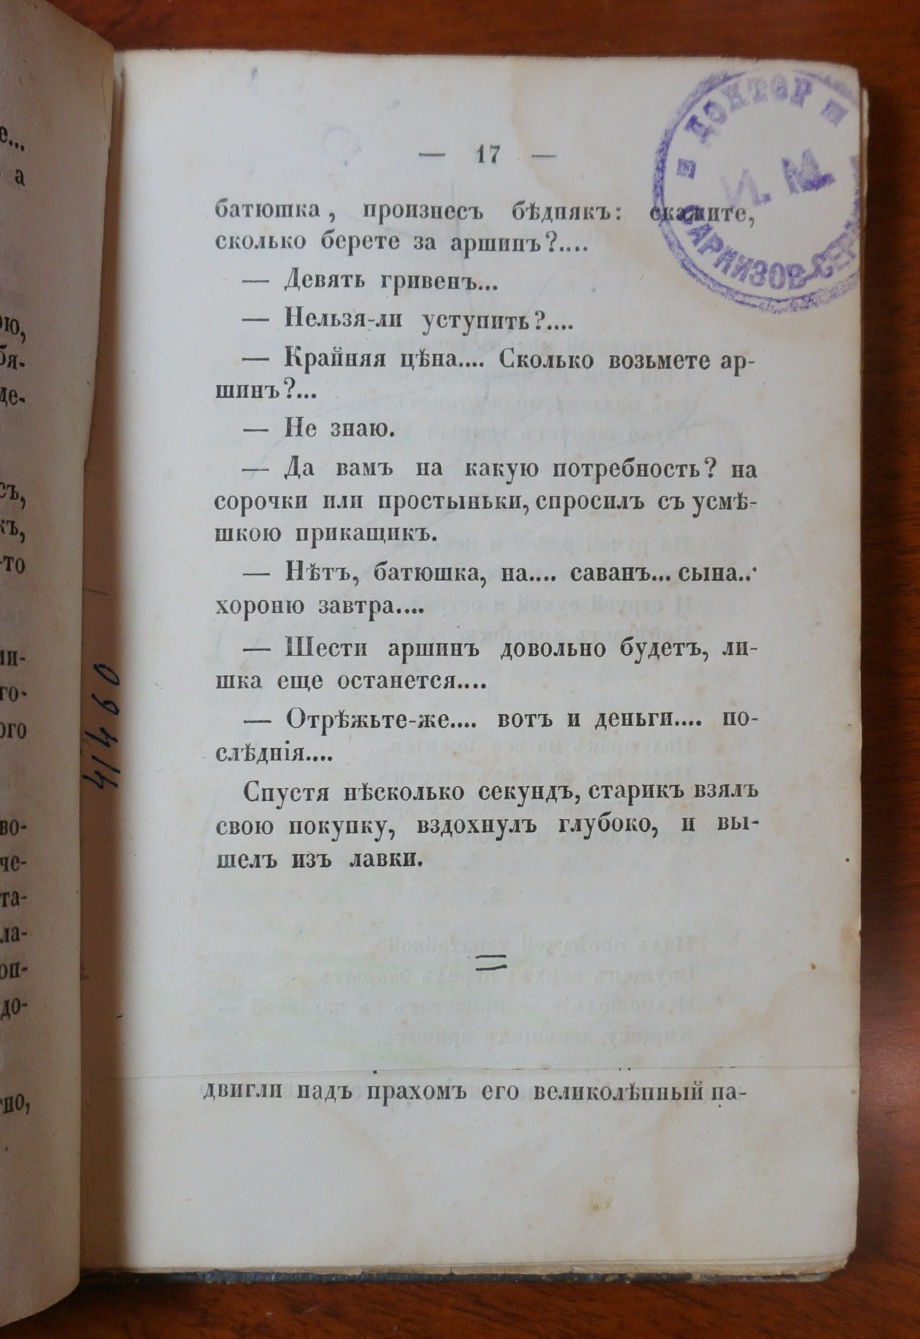 — 17 —
батюшка, произнесъ бѣднякъ: скажите,
сколько берете за аршинъ?....
— Девять гривенъ...
— Нельзя-ли уступить?....
— Крайняя цѣна.... Сколько возьмете ар-
шинъ?...
— Не знаю.
— Да вамъ на какую потребность? на
сорочки или простыньки, спросилъ съ усмѣ-
шкою прикащикъ.
— Нѣтъ, батюшка, на.... саванъ... сына...
хороню завтра....
— Шести аршинъ довольно будетъ, ли-
шка еще останется....
— Отрѣжьте-же.... вотъ и деньги.... по-
слѣднія....
Спустя нѣсколько секундъ, старикъ взялъ
свою покупку, вздохнулъ глубоко, и вы-
шелъ изъ лавки.
двигли надъ прахомъ его великолѣпный па-
ДОКТОР
И. М.
41460